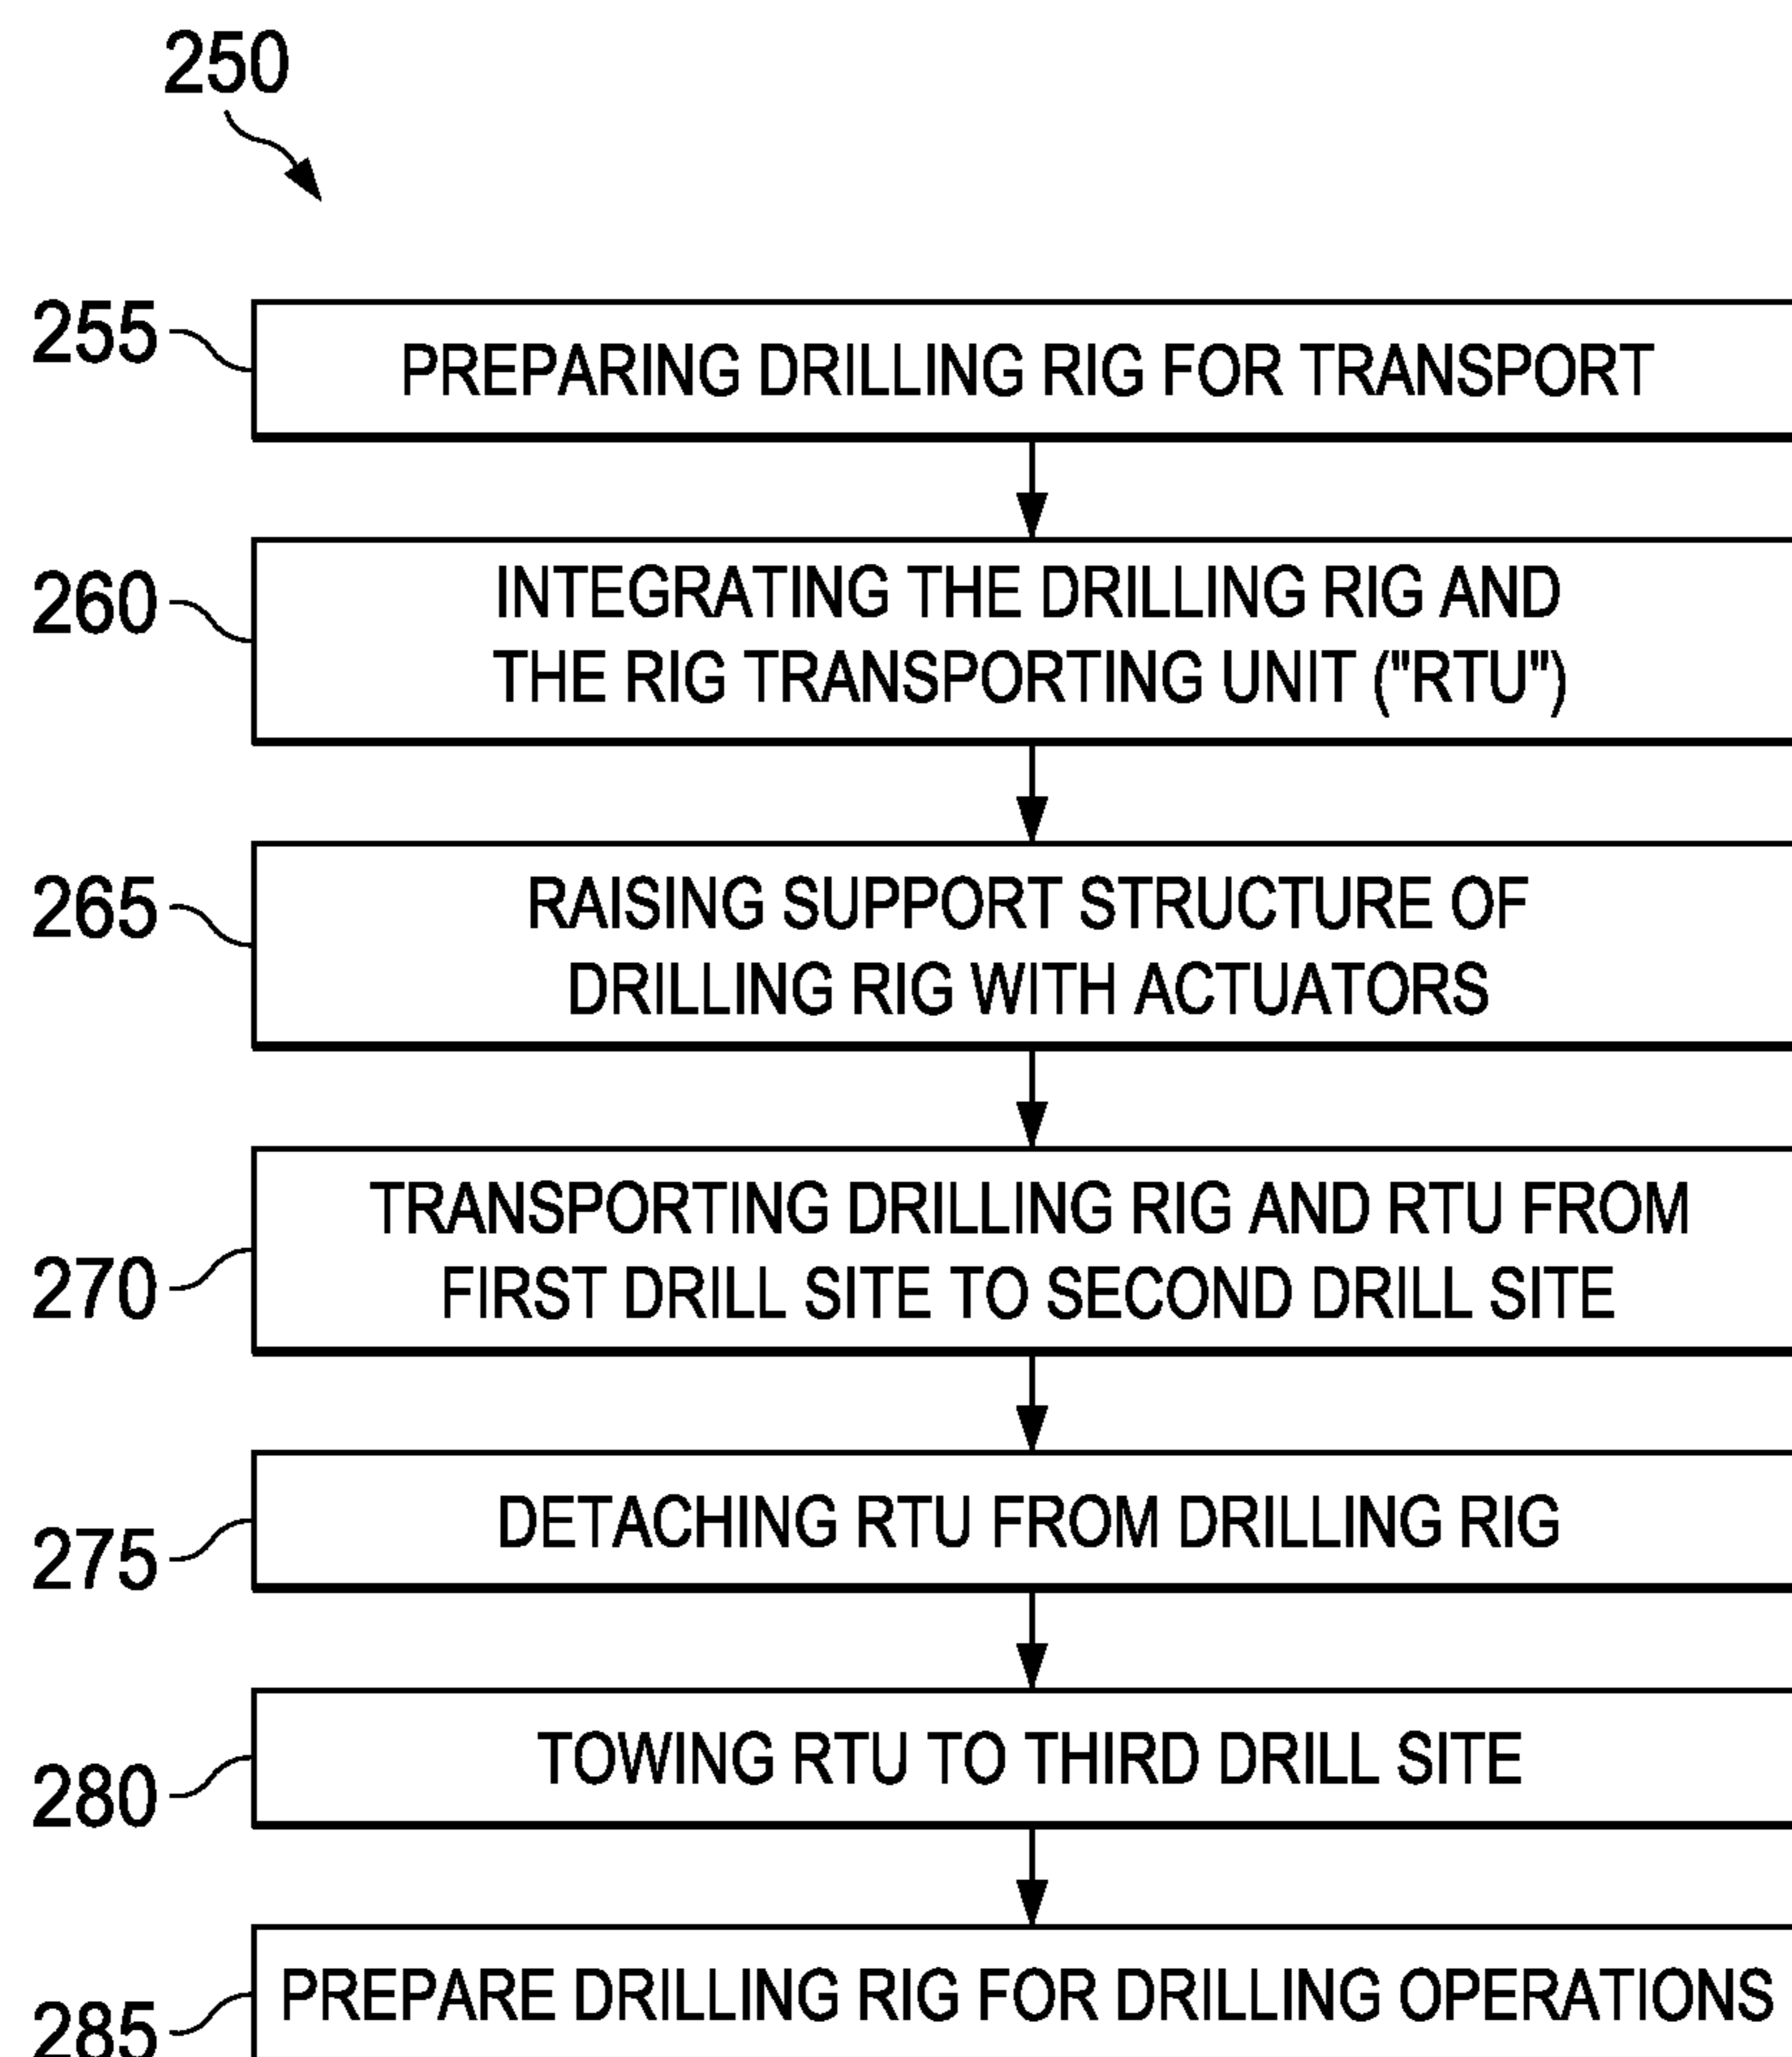 250
255
PREPARING DRILLING RIG FOR TRANSPORT
260
INTEGRATING THE DRILLING RIG AND
THE RIG TRANSPORTING UNIT ("RTU")
265
RAISING SUPPORT STRUCTURE OF
DRILLING RIG WITH ACTUATORS
270
TRANSPORTING DRILLING RIG AND RTU FROM
FIRST DRILL SITE TO SECOND DRILL SITE
275
DETACHING RTU FROM DRILLING RIG
280
TOWING RTU TO THIRD DRILL SITE
285
PREPARE DRILLING RIG FOR DRILLING OPERATIONS